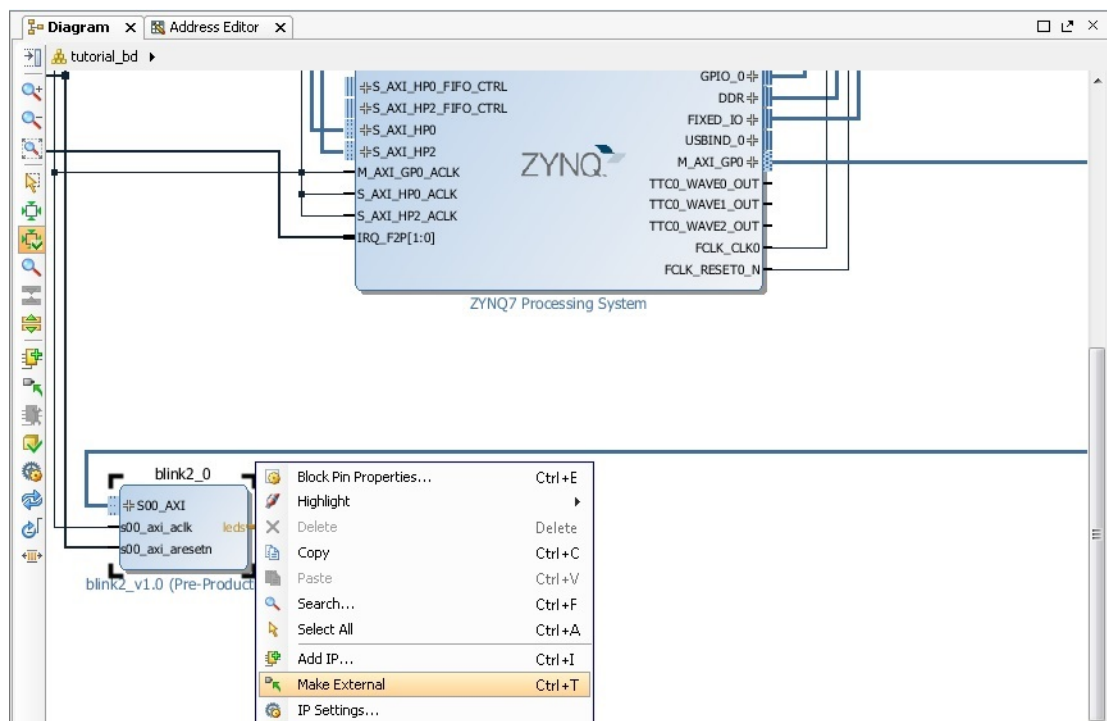 Diagram
Address Editor
tutorial_bd
S_AXI_HP0_FIFO_CTRL
S_AXI_HP2_FIFO_CTRL
S_AXI_HP0
S_AXI_HP2
M_AXI_GP0_ACLK
S_AXI_HP0_ACLK
S_AXI_HP2_ACLK
IRQ_F2P[1:0]
ZYNQ
GPIO_0
DDR
FIXED_IO
USBIND_0
M_AXI_GP0
TTC0_WAVE0_OUT
TTC0_WAVE1_OUT
TTC0_WAVE2_OUT
FCLK_CLK0
FCLK_RESET0_N
ZYNQ7 Processing System
blink2_0
S00_AXI
s00_axi_aclk leds
s00_axi_aresetn
blink2_v1.0 (Pre-Product
Block Pin Properties... Ctrl+E
Highlight
Delete Delete
Copy Ctrl+C
Paste Ctrl+V
Search... Ctrl+F
Select All Ctrl+A
Add IP... Ctrl+I
Make External Ctrl+T
IP Settings...